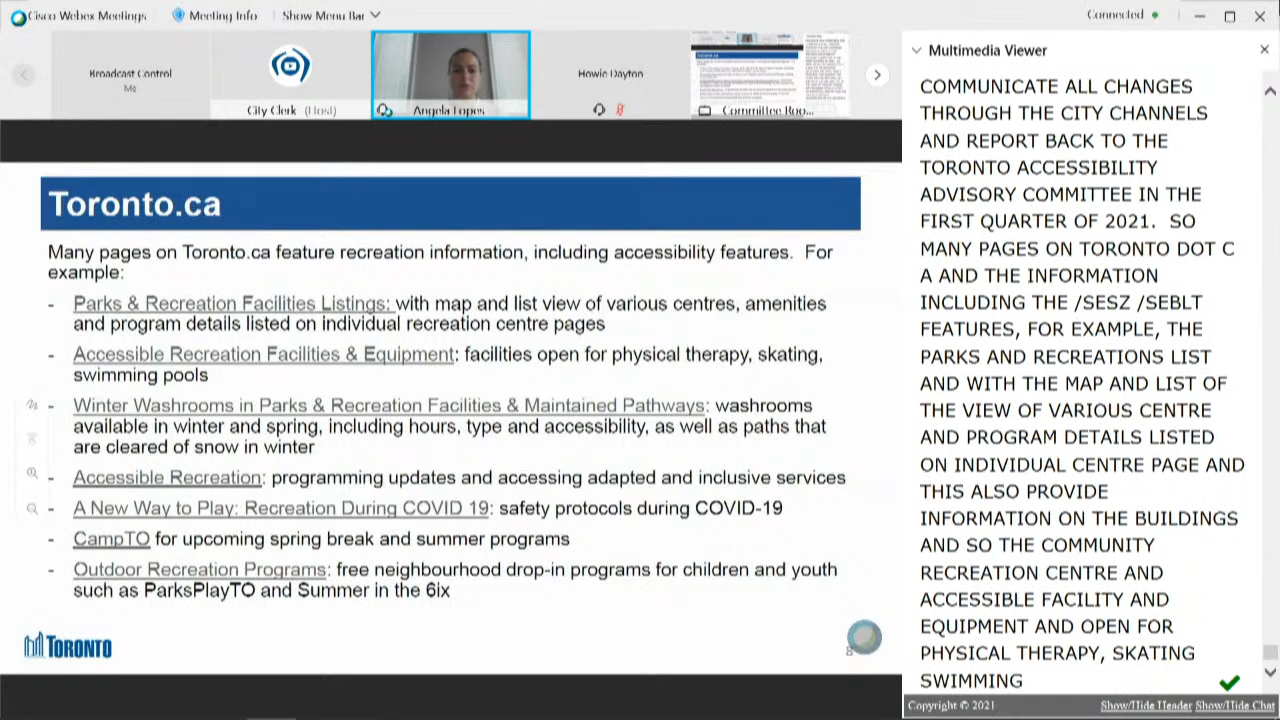 Cisco Webex Meetings
Meeting Info
Show Menu Bar
Connected
City Clerk (Host)
Angela Lopes
Howie Dayton
Committee Roo...
Multimedia Viewer
Toronto.ca
Many pages on Toronto.ca feature recreation information, including accessibility features. For
example:
- Parks & Recreation Facilities Listings: with map and list view of various centres, amenities
and program details listed on individual recreation centre pages
- Accessible Recreation Facilities & Equipment: facilities open for physical therapy, skating,
swimming pools
- Winter Washrooms in Parks & Recreation Facilities & Maintained Pathways: washrooms
available in winter and spring, including hours, type and accessibility, as well as paths that
are cleared of snow in winter
- Accessible Recreation: programming updates and accessing adapted and inclusive services
- A New Way to Play: Recreation During COVID 19: safety protocols during COVID-19
- CampTO for upcoming spring break and summer programs
- Outdoor Recreation Programs: free neighbourhood drop-in programs for children and youth
such as ParksPlayTO and Summer in the 6ix
TORONTO
8
COMMUNICATE ALL CHANGES
THROUGH THE CITY CHANNELS
AND REPORT BACK TO THE
TORONTO ACCESSIBILITY
ADVISORY COMMITTEE IN THE
FIRST QUARTER OF 2021. SO
MANY PAGES ON TORONTO DOT C
A AND THE INFORMATION
INCLUDING THE /SESZ /SEBLT
FEATURES, FOR EXAMPLE, THE
PARKS AND RECREATIONS LIST
AND WITH THE MAP AND LIST OF
THE VIEW OF VARIOUS CENTRE
AND PROGRAM DETAILS LISTED
ON INDIVIDUAL CENTRE PAGE AND
THIS ALSO PROVIDE
INFORMATION ON THE BUILDINGS
AND SO THE COMMUNITY
RECREATION CENTRE AND
ACCESSIBLE FACILITY AND
EQUIPMENT AND OPEN FOR
PHYSICAL THERAPY, SKATING
SWIMMING
Copyright © 2021
Show/Hide Header Show/Hide Chat